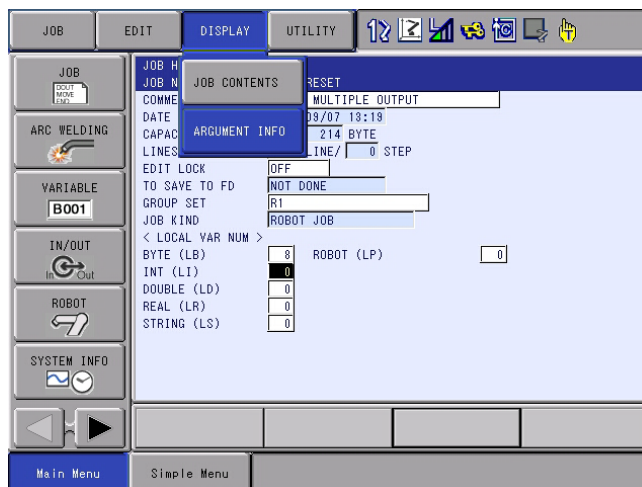 JOB EDIT DISPLAY UTILITY
JOB
DOUT
MOVE
END
ARC WELDING
VARIABLE
B001
IN/OUT
In Out
ROBOT
SYSTEM INFO
JOB CONTENTS
ARGUMENT INFO
JOB H
JOB N RESET
COMME MULTIPLE OUTPUT
DATE 09/07 13:19
CAPAC 214 BYTE
LINES LINE/ 0 STEP
EDIT LOCK OFF
TO SAVE TO FD NOT DONE
GROUP SET R1
JOB KIND ROBOT JOB
< LOCAL VAR NUM >
BYTE (LB) 8 ROBOT (LP) 0
INT (LI) 0
DOUBLE (LD) 0
REAL (LR) 0
STRING (LS) 0
Main Menu Simple Menu